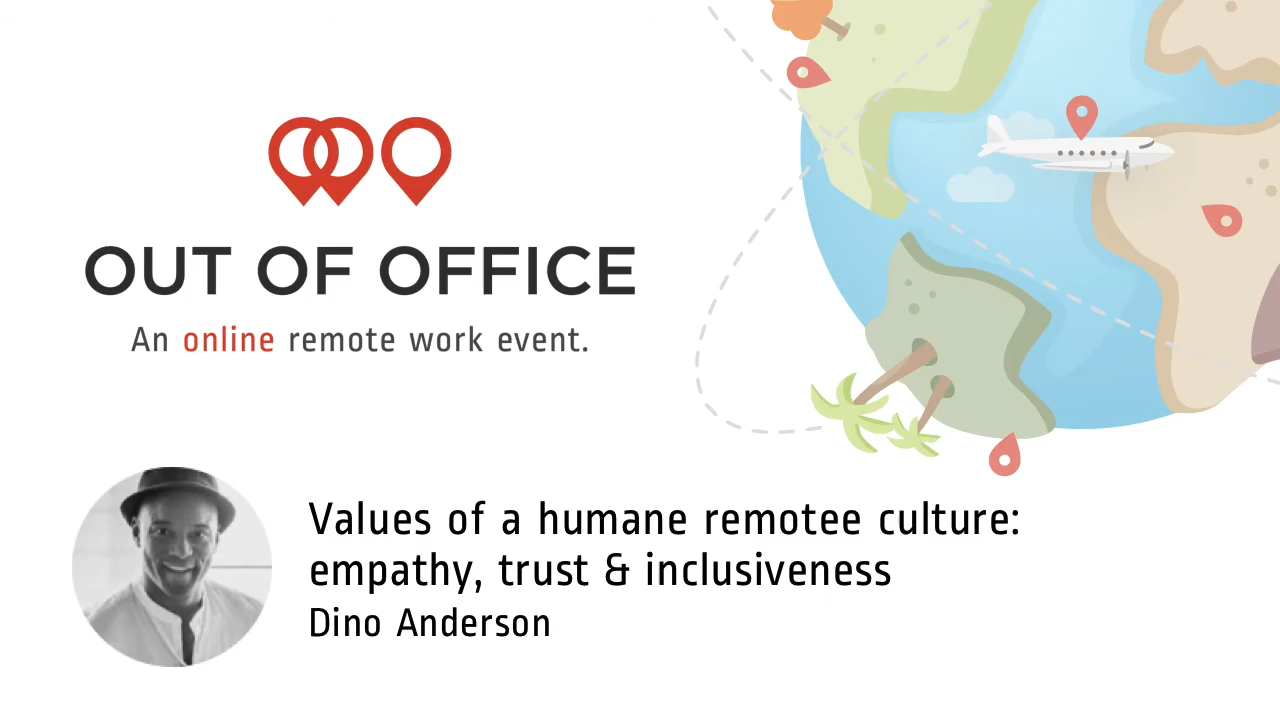 OUT OF OFFICE
An online remote work event.
Values of a humane remotee culture:
empathy, trust & inclusiveness
Dino Anderson